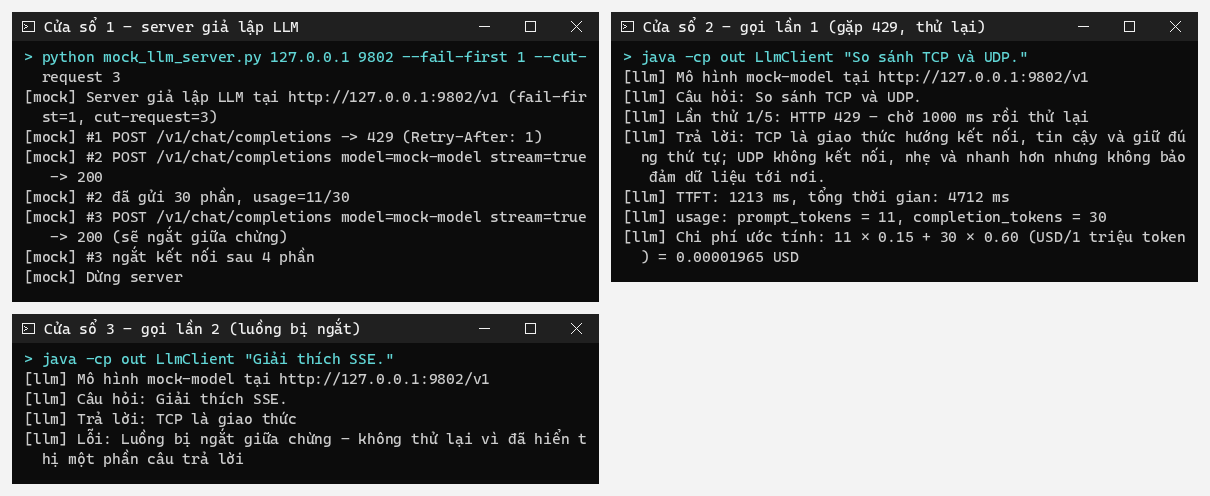 Cửa sổ 1 – server giả lập LLM
> python mock_llm_server.py 127.0.0.1 9802 --fail-first 1 --cut-
request 3
[mock] Server giả lập LLM tại http://127.0.0.1:9802/v1 (fail-fir
st=1, cut-request=3)
[mock] #1 POST /v1/chat/completions -> 429 (Retry-After: 1)
[mock] #2 POST /v1/chat/completions model=mock-model stream=true
-> 200
[mock] #2 đã gửi 30 phần, usage=11/30
[mock] #3 POST /v1/chat/completions model=mock-model stream=true
-> 200 (sẽ ngắt giữa chừng)
[mock] #3 ngắt kết nối sau 4 phần
[mock] Dừng server
Cửa sổ 2 – gọi lần 1 (gặp 429, thử lại)
> java -cp out LlmClient "So sánh TCP và UDP."
[llm] Mô hình mock-model tại http://127.0.0.1:9802/v1
[llm] Câu hỏi: So sánh TCP và UDP.
[llm] Lần thử 1/5: HTTP 429 – chờ 1000 ms rồi thử lại
[llm] Trả lời: TCP là giao thức hướng kết nối, tin cậy và giữ đú
ng thứ tự; UDP không kết nối, nhẹ và nhanh hơn nhưng không bảo
đảm dữ liệu tới nơi.
[llm] TTFT: 1213 ms, tổng thời gian: 4712 ms
[llm] usage: prompt_tokens = 11, completion_tokens = 30
[llm] Chi phí ước tính: 11 × 0.15 + 30 × 0.60 (USD/1 triệu token
) = 0.00001965 USD
Cửa sổ 3 – gọi lần 2 (luồng bị ngắt)
> java -cp out LlmClient "Giải thích SSE."
[llm] Mô hình mock-model tại http://127.0.0.1:9802/v1
[llm] Câu hỏi: Giải thích SSE.
[llm] Trả lời: TCP là giao thức
[llm] Lỗi: Luồng bị ngắt giữa chừng – không thử lại vì đã hiển t
hị một phần câu trả lời